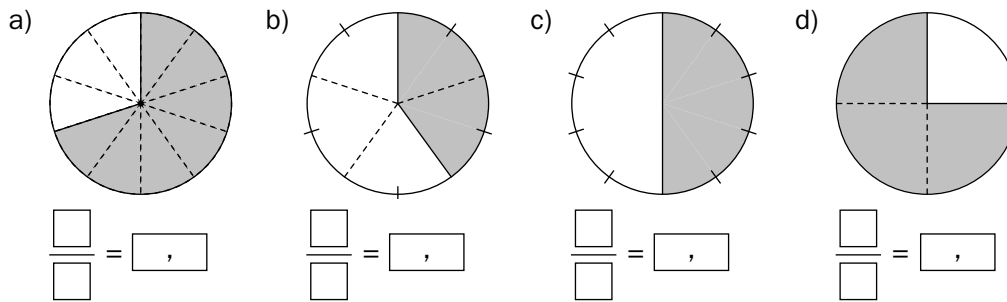 a) b) c) d)
= , = , = , = ,